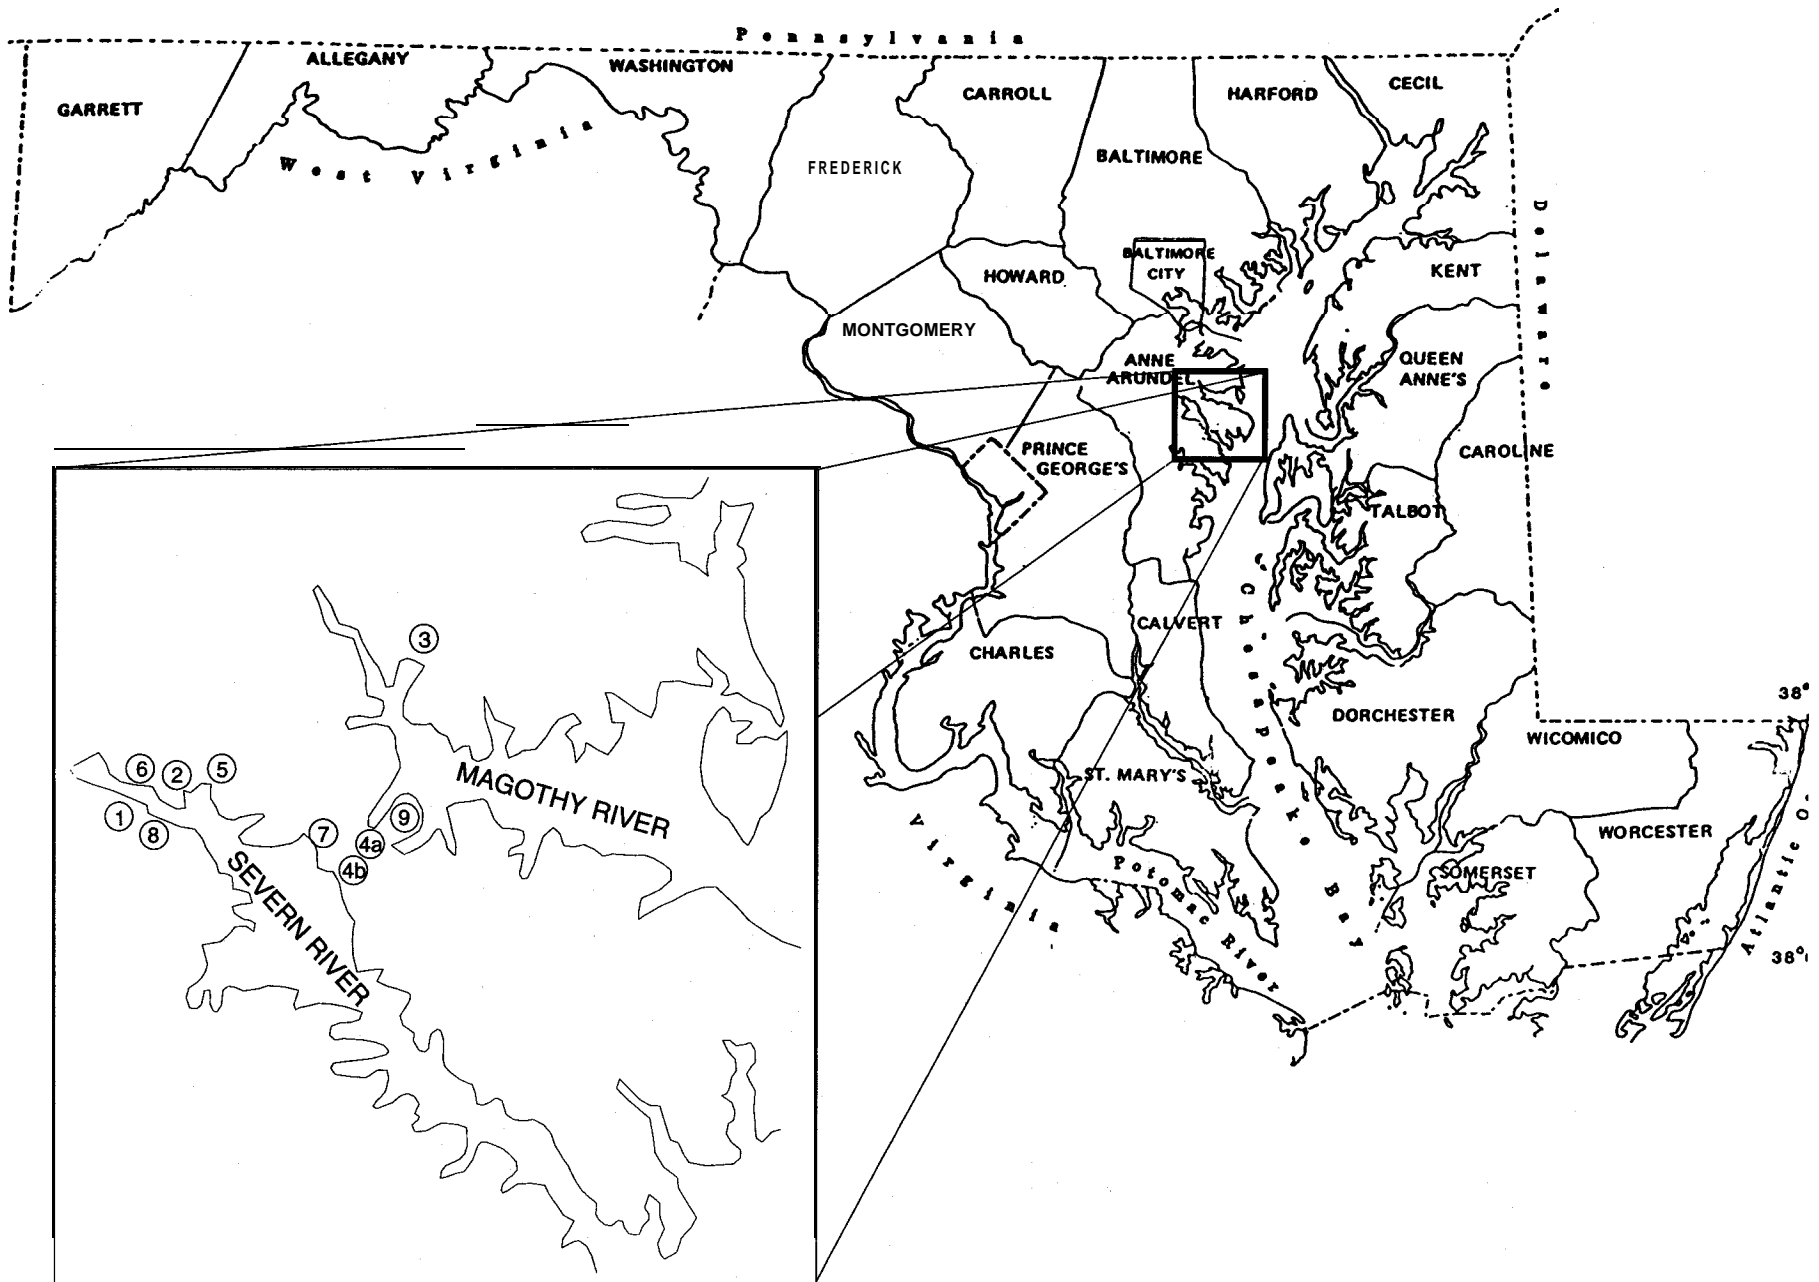 Pennsylvania
ALLEGANY
WASHINGTON
GARRETT
CARROLL
HARFORD
CECIL
West Virginia
FREDERICK
BALTIMORE
Delaware
BALTIMORE
CITY
HOWARD
KENT
MONTGOMERY
ANNE
ARUNDEL
QUEEN
ANNE'S
PRINCE
GEORGE'S
CAROLINE
TALBOT
Chesapeake Bay
CALVERT
CHARLES
38°
DORCHESTER
WICOMICO
ST. MARY'S
Virginia
WORCESTER
Potomac River
SOMERSET
Atlantic O
38°
3
6
2
5
MAGOTHY RIVER
1
8
7
9
4a
4b
SEVERN RIVER